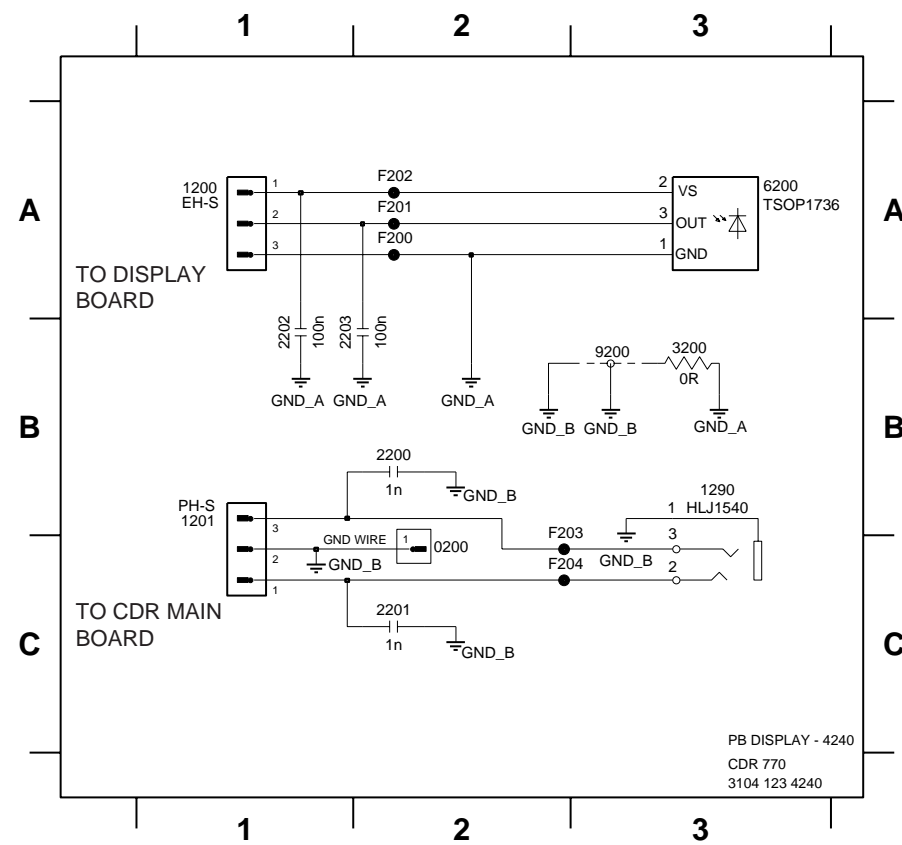 1 2 3
A A
1200
EH-S
1
2
3
F202
F201
F200
2 VS
3 OUT
1 GND
6200
TSOP1736
TO DISPLAY
BOARD
2202
100n
2203
100n
GND_A GND_A GND_A
9200
3200
0R
GND_B GND_B GND_A
B B
2200
1n
GND_B
PH-S
1201
3
2
1
GND WIRE
1
0200
GND_B
F203
F204
1290
1 HLJ1540
GND_B
3
2
TO CDR MAIN
BOARD
2201
1n
GND_B
C C
PB DISPLAY - 4240
CDR 770
3104 123 4240
1 2 3